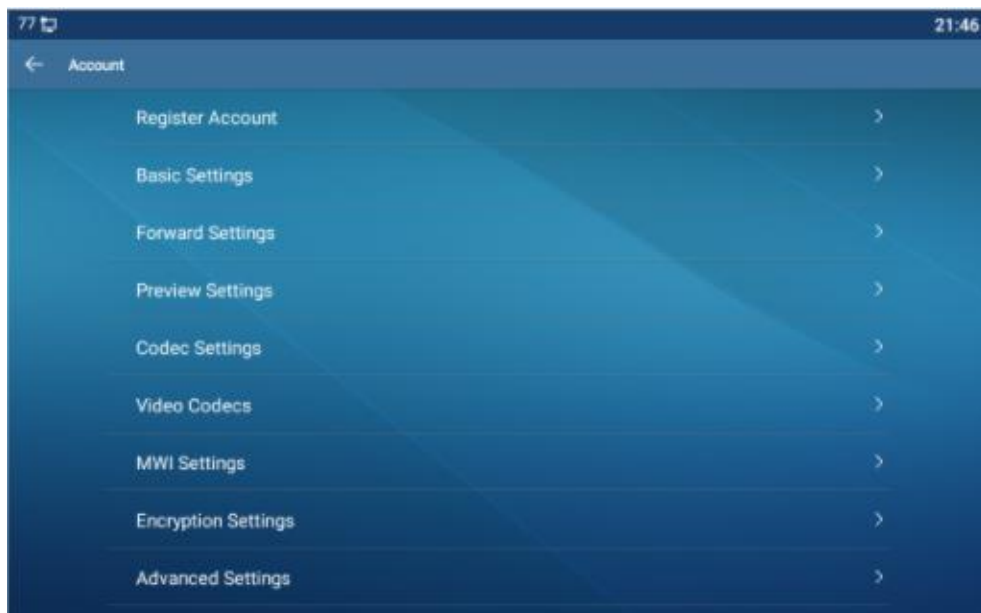 77
21:46
Account
Register Account
Basic Settings
Forward Settings
Preview Settings
Codec Settings
Video Codecs
MWI Settings
Encryption Settings
Advanced Settings